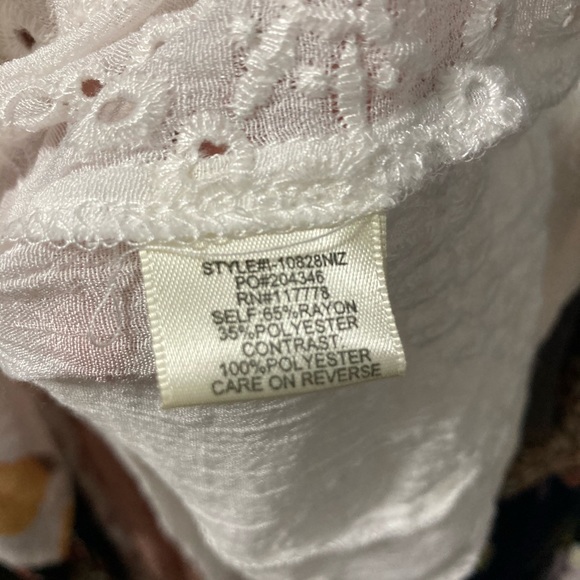 STYLE#I-10828NIZ
PO#204346
RN#117778
SELF 65%RAYON
35%POLYESTER
CONTRAST
100%POLYESTER
CARE ON REVERSE